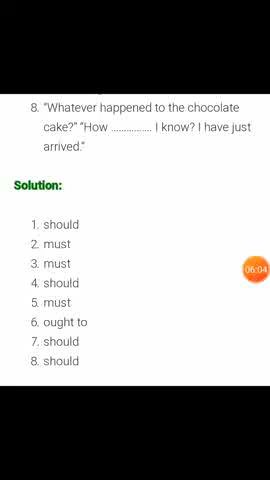 8. “Whatever happened to the chocolate
cake?” “How ................ I know? I have just
arrived.”
Solution:
1. should
2. must
3. must
4. should
5. must
6. ought to
7. should
8. should
06:04